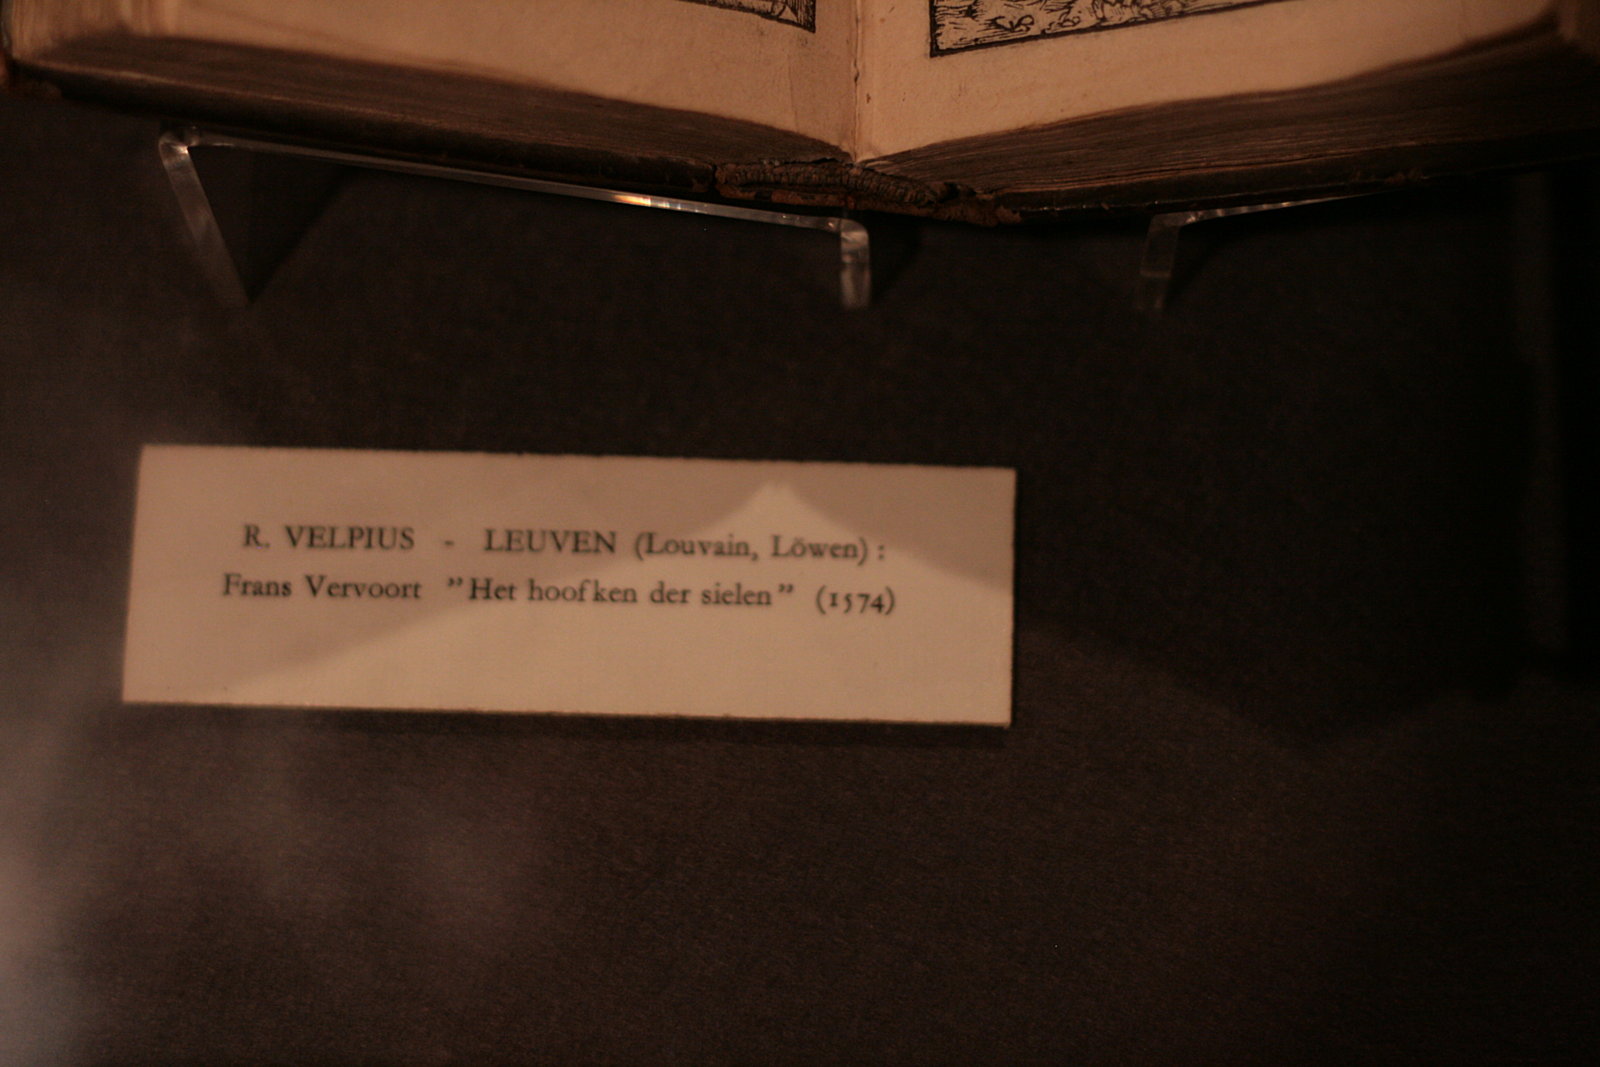 R. VELPIUS - LEUVEN (Louvain, Löwen) :
Frans Vervoort "Het hoofken der sielen" (1574)